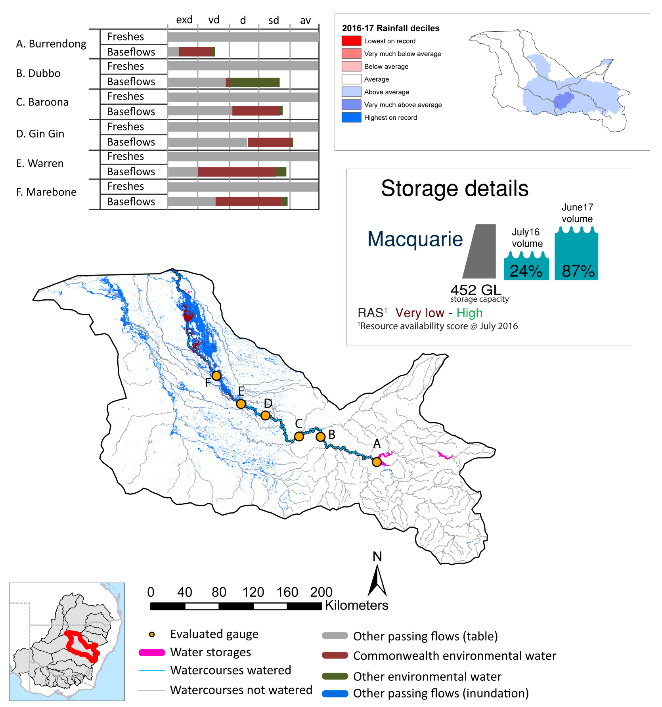 exd vd d sd av
A. Burrendong Freshes
Baseflows
B. Dubbo Freshes
Baseflows
C. Baroona Freshes
Baseflows
D. Gin Gin Freshes
Baseflows
E. Warren Freshes
Baseflows
F. Marebone Freshes
Baseflows
2016-17 Rainfall deciles
Lowest on record
Very much below average
Below average
Average
Above average
Very much above average
Highest on record
Storage details
Macquarie
July16
volume
24%
June17
volume
87%
452 GL
storage capacity
RAS¹ Very low - High
¹Resource availability score @ July 2016
F
E
D
C
B
A
N
0 40 80 120 160 200
Kilometers
Evaluated gauge
Water storages
Watercourses watered
Watercourses not watered
Other passing flows (table)
Commonwealth environmental water
Other environmental water
Other passing flows (inundation)